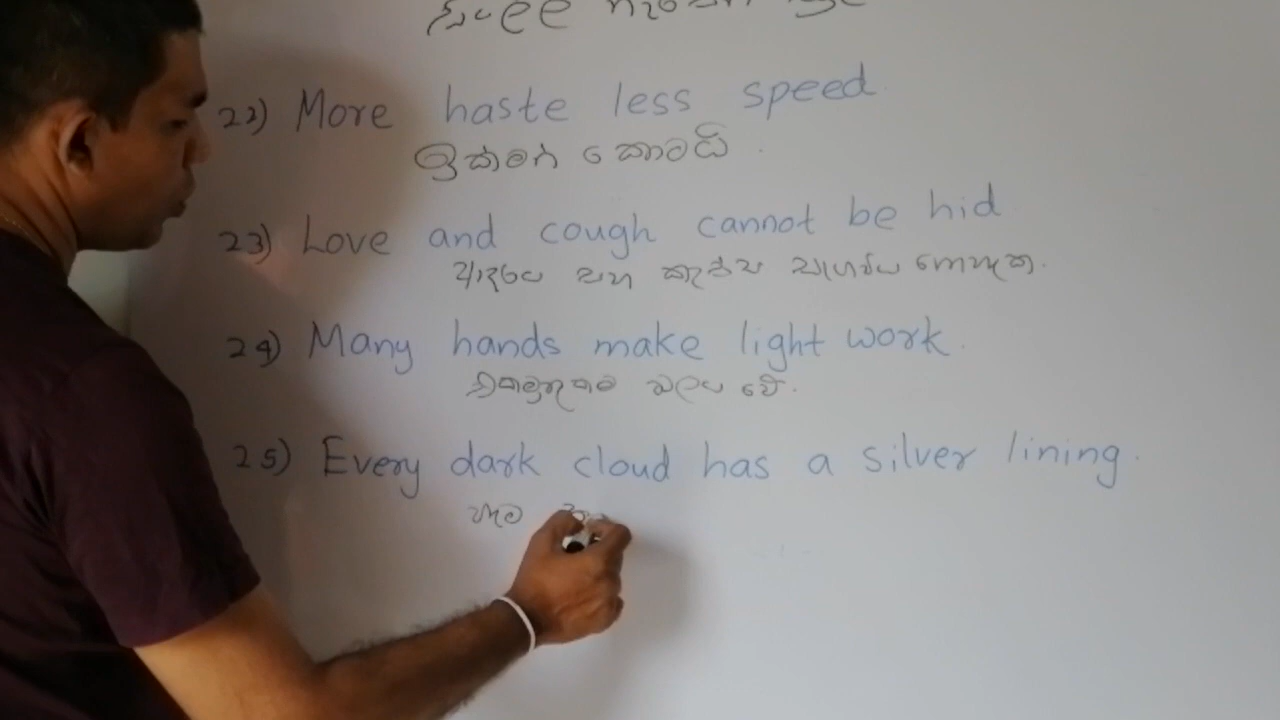 22) More haste less speed
ඉක්මන් කොටයි.
23) Love and cough cannot be hid
ආදරය සහ කැස්ස සැඟවිය නොහැක.
24) Many hands make light work.
එකමුතුකම බලය වේ.
25) Every dark cloud has a silver lining.
හැම